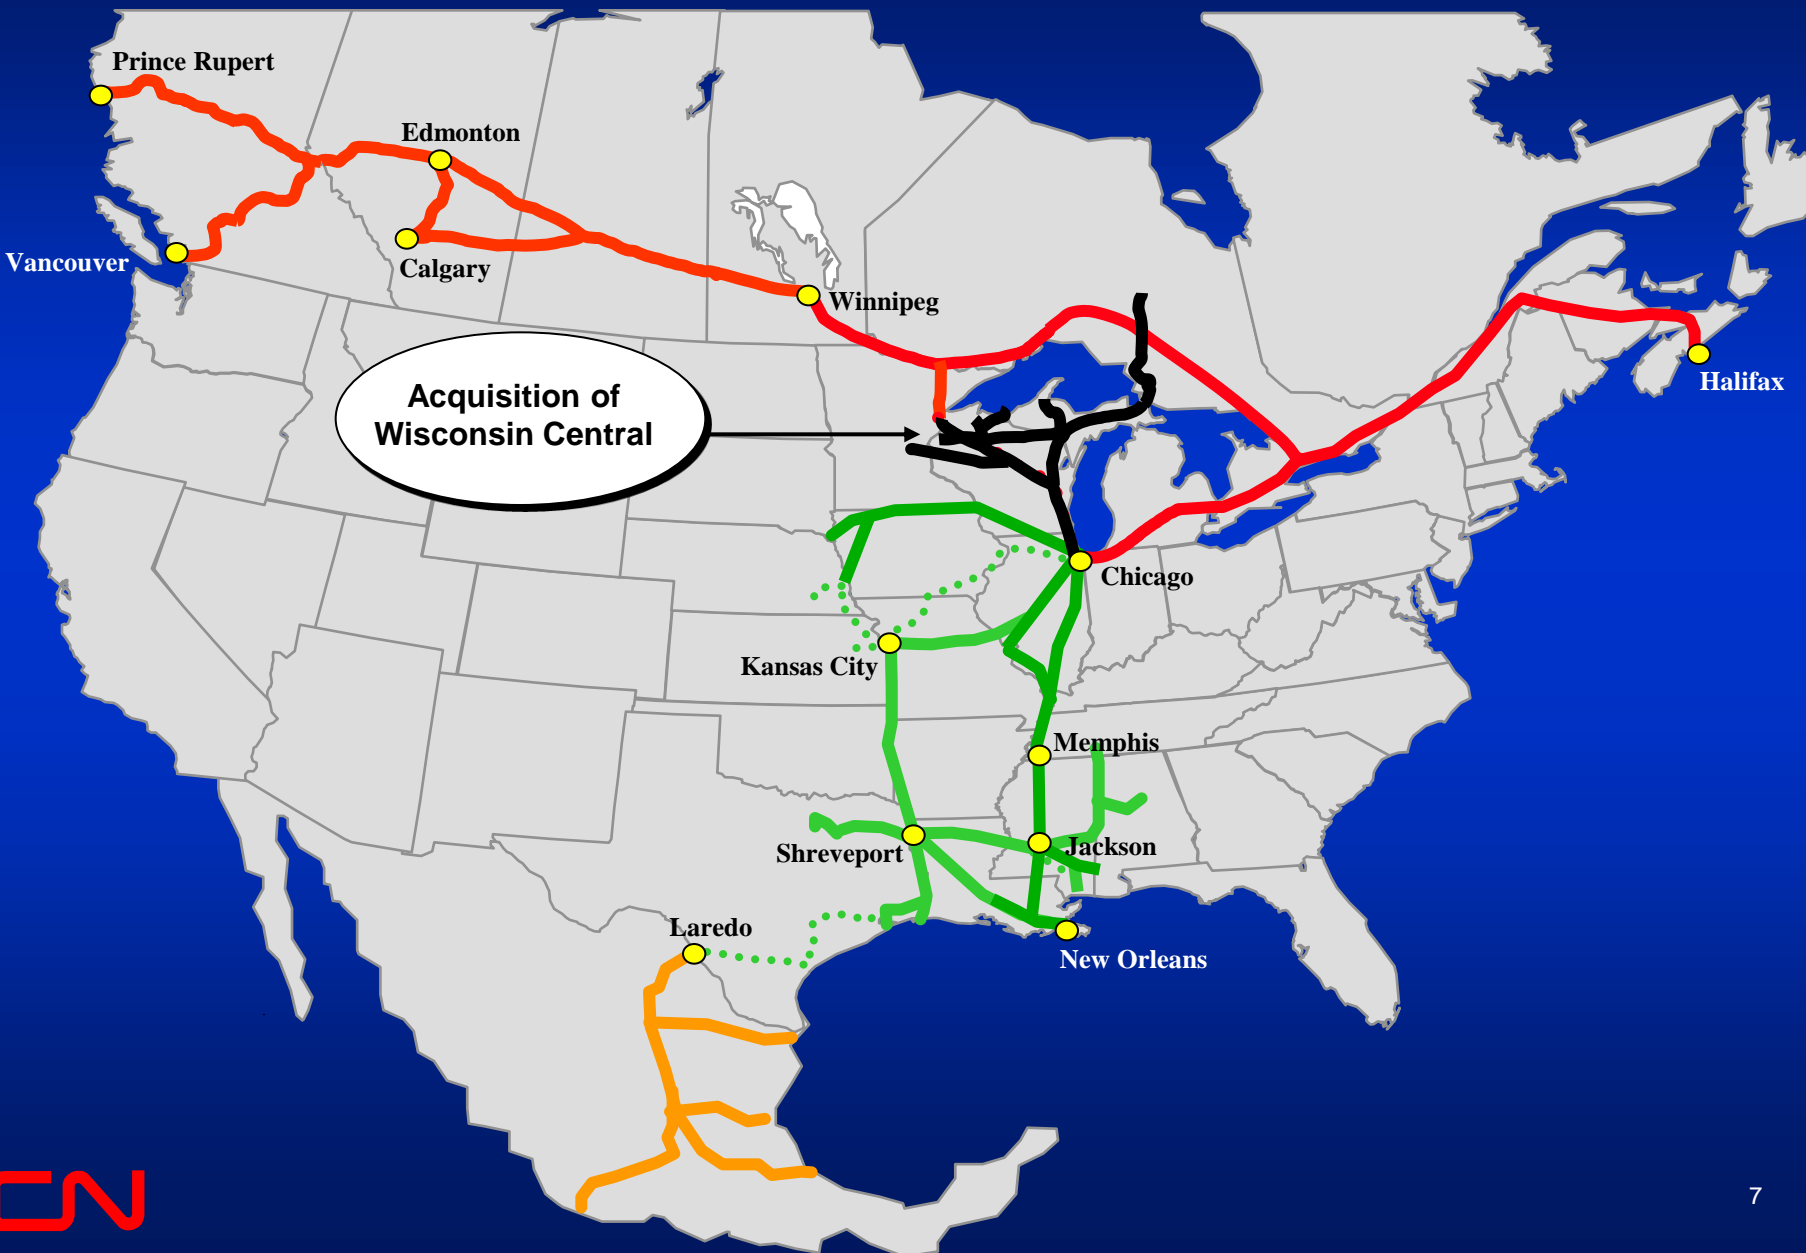 Prince Rupert
Edmonton
Vancouver
Calgary
Winnipeg
Acquisition of
Wisconsin Central
Halifax
Chicago
Kansas City
Memphis
Shreveport
Jackson
Laredo
New Orleans
CN
7